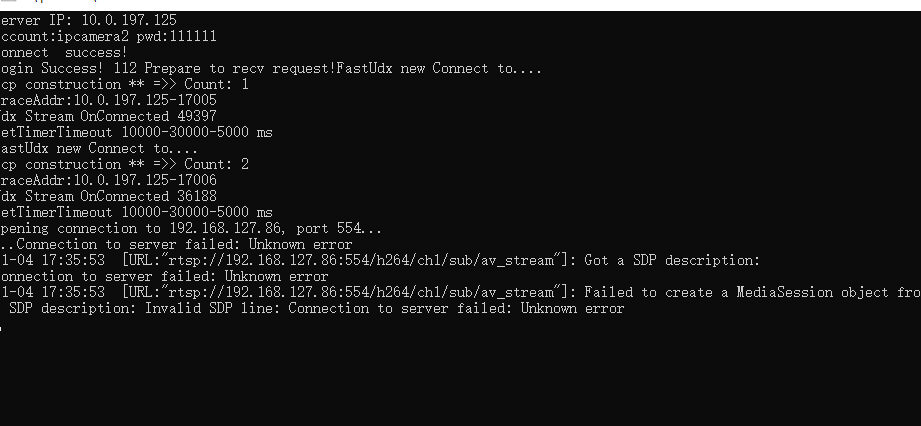 erver IP: 10.0.197.125
ccount:ipcamera2 pwd:111111
onnect  success!
ogin Success! 112 Prepare to recv request!FastUdx new Connect to....
cp construction ** =>> Count: 1
raceAddr:10.0.197.125-17005
dx Stream OnConnected 49397
etTimerTimeout 10000-30000-5000 ms
astUdx new Connect to....
cp construction ** =>> Count: 2
raceAddr:10.0.197.125-17006
dx Stream OnConnected 36188
etTimerTimeout 10000-30000-5000 ms
pening connection to 192.168.127.86, port 554...
..Connection to server failed: Unknown error
1-04 17:35:53  [URL:"rtsp://192.168.127.86:554/h264/ch1/sub/av_stream"]: Got a SDP description:
onnection to server failed: Unknown error
1-04 17:35:53  [URL:"rtsp://192.168.127.86:554/h264/ch1/sub/av_stream"]: Failed to create a MediaSession object fro
SDP description: Invalid SDP line: Connection to server failed: Unknown error